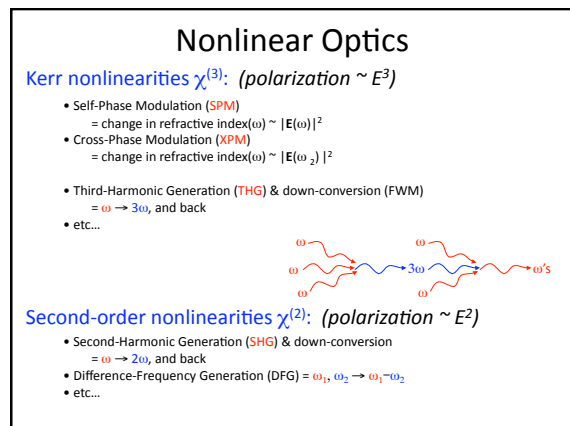 Nonlinear Optics
Kerr nonlinearities χ⁽³⁾: (polarization ~ E³)
• Self-Phase Modulation (SPM)
= change in refractive index(ω) ~ |E(ω)|²
• Cross-Phase Modulation (XPM)
= change in refractive index(ω) ~ |E(ω ₂) |²
• Third-Harmonic Generation (THG) & down-conversion (FWM)
= ω → 3ω, and back
• etc…
ω ω
ω 3ω ω's
ω ω
Second-order nonlinearities χ⁽²⁾: (polarization ~ E²)
• Second-Harmonic Generation (SHG) & down-conversion
= ω → 2ω, and back
• Difference-Frequency Generation (DFG) = ω₁, ω₂ → ω₁−ω₂
• etc…